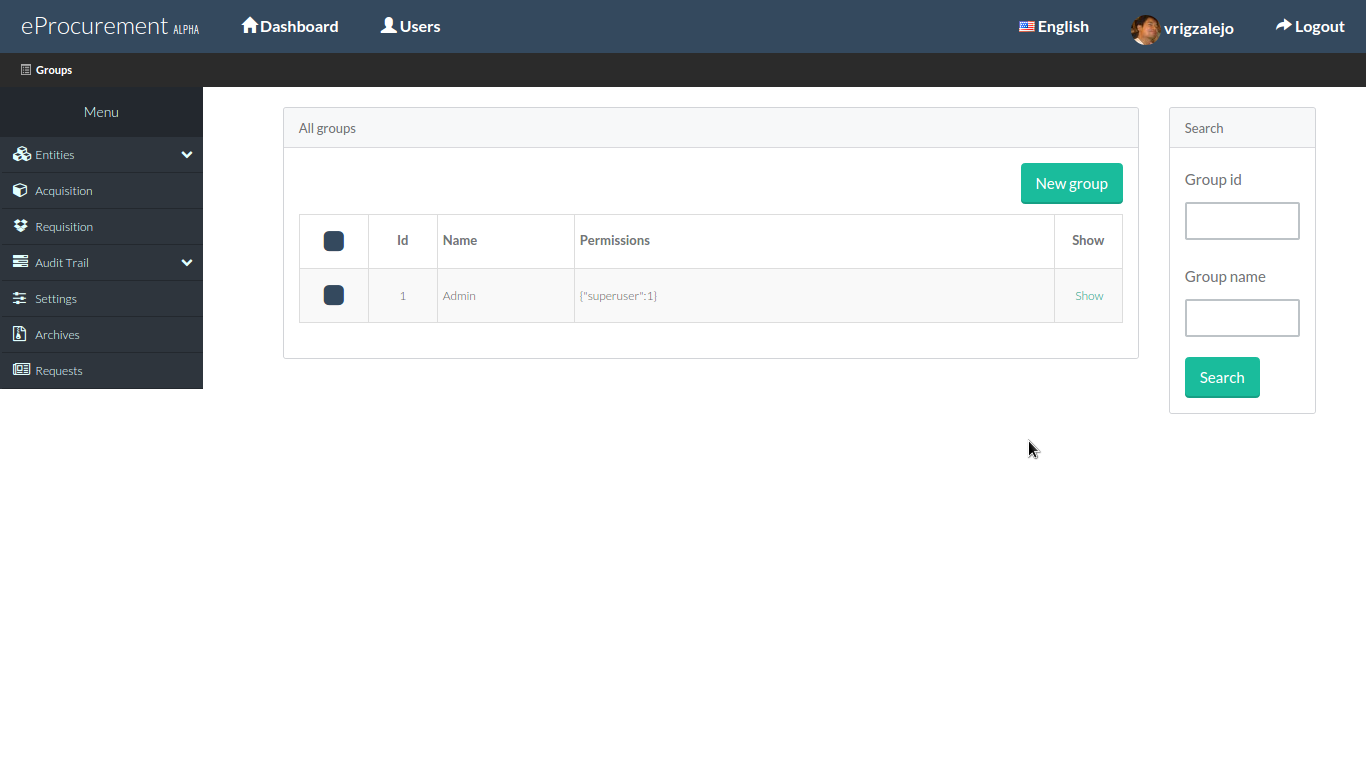 eProcurement ALPHA Dashboard Users English vrigzalejo Logout
Groups
Menu
Entities
Acquisition
Requisition
Audit Trail
Settings
Archives
Requests
All groups
New group
Id Name Permissions Show
1 Admin {"superuser":1} Show
Search
Group id
Group name
Search